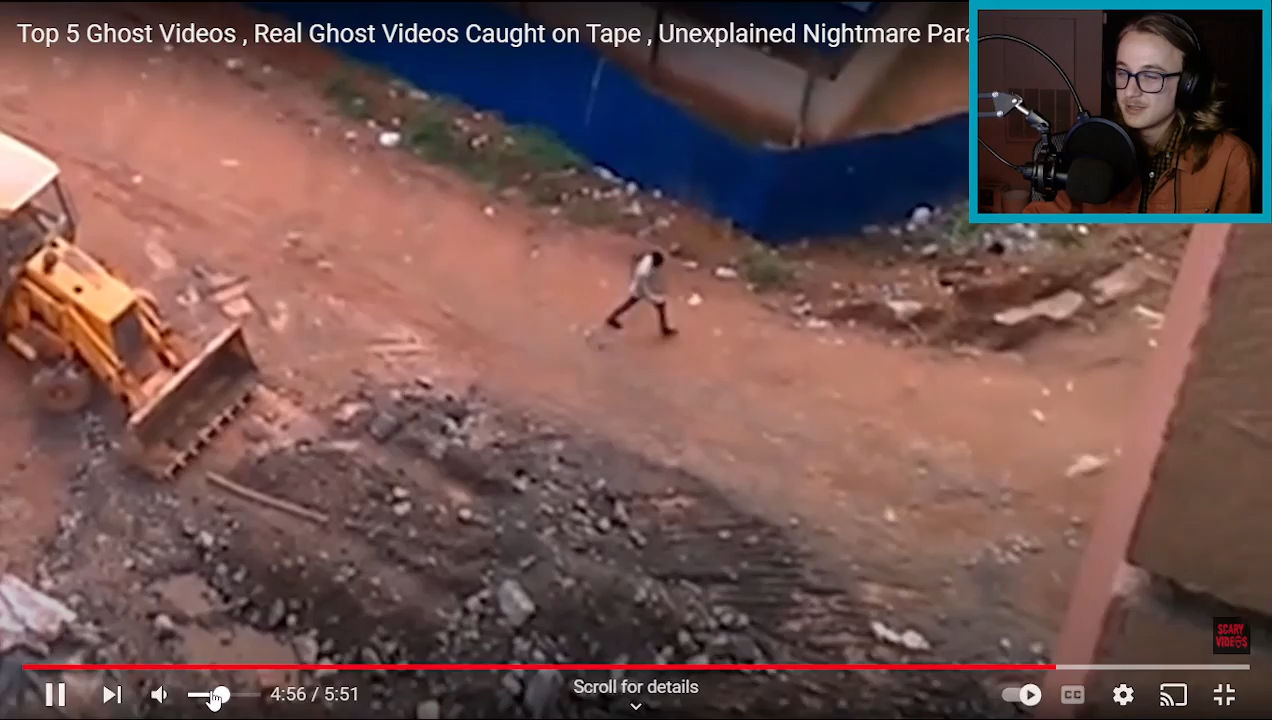 Top 5 Ghost Videos , Real Ghost Videos Caught on Tape , Unexplained Nightmare Para
SCARY
VIDEOS
4:56 / 5:51
Scroll for details
CC